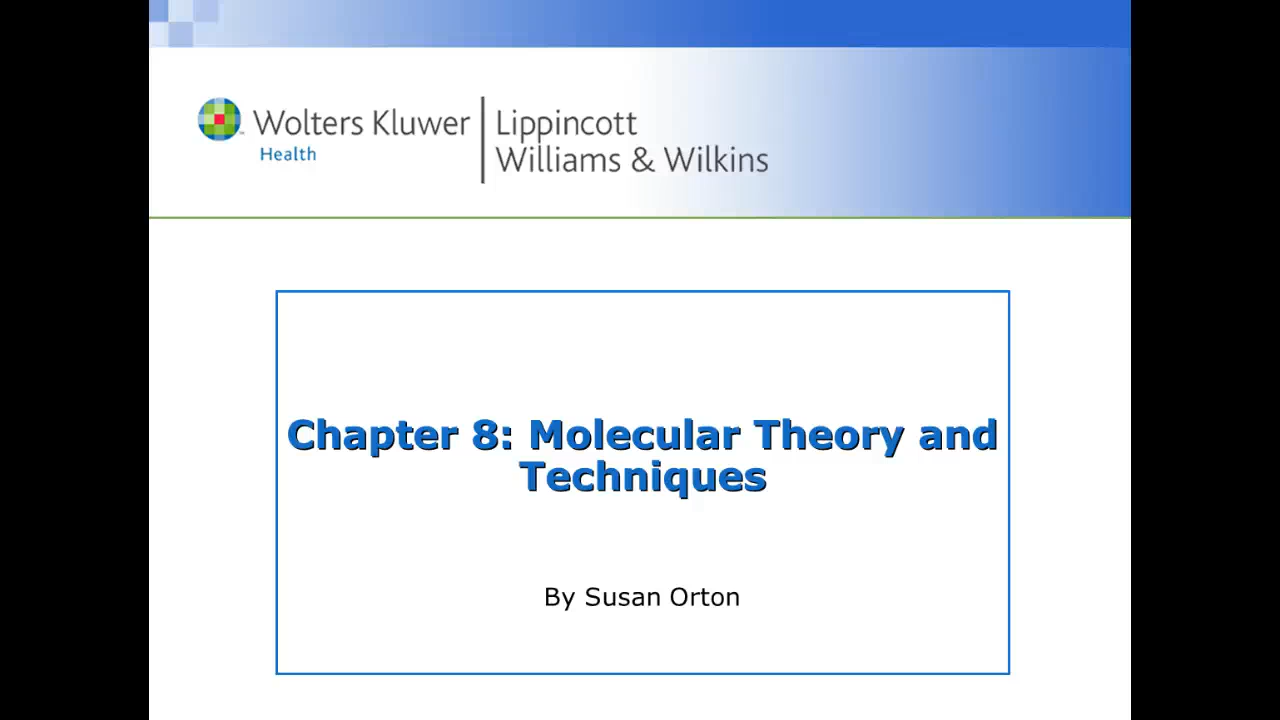 Wolters Kluwer
Health
Lippincott
Williams & Wilkins
Chapter 8: Molecular Theory and
Techniques
By Susan Orton